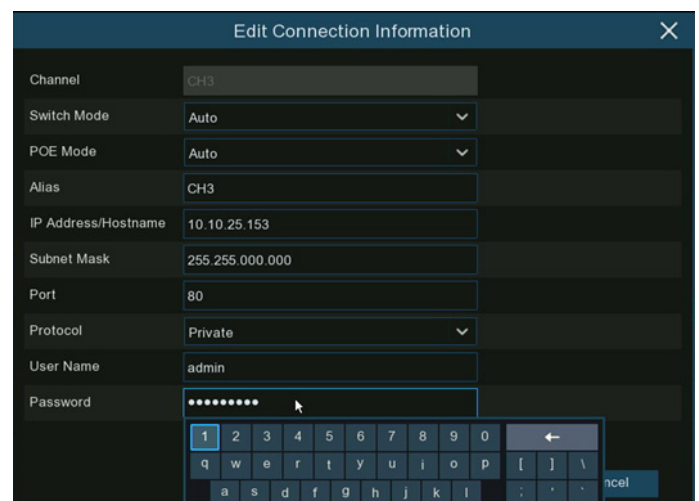 Edit Connection Information
Channel CH3
Switch Mode Auto
POE Mode Auto
Alias CH3
IP Address/Hostname 10.10.25.153
Subnet Mask 255.255.000.000
Port 80
Protocol Private
User Name admin
Password •••••••••
1 2 3 4 5 6 7 8 9 0 ←
q w e r t y u i o p [ ] \
a s d f g h j k l ; ' `
ncel